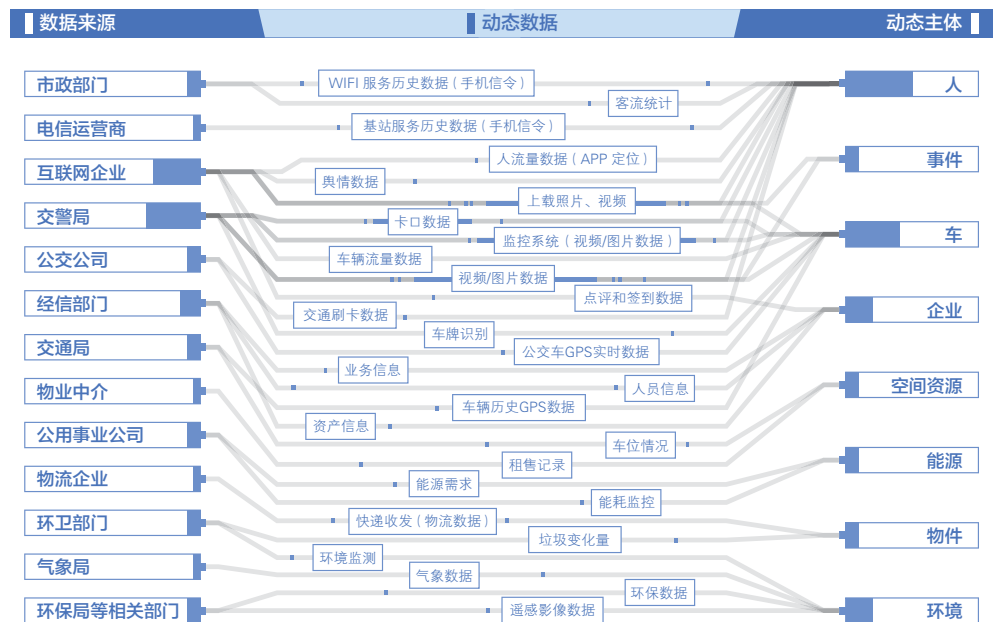 数据来源
动态数据
动态主体
市政部门
电信运营商
互联网企业
交警局
公交公司
经信部门
交通局
物业中介
公用事业公司
物流企业
环卫部门
气象局
环保局等相关部门
WIFI 服务历史数据(手机信令)
客流统计
基站服务历史数据(手机信令)
人流量数据(APP 定位)
舆情数据
上载照片、视频
卡口数据
监控系统(视频/图片数据)
车辆流量数据
视频/图片数据
点评和签到数据
交通刷卡数据
车牌识别
公交车GPS实时数据
业务信息
人员信息
车辆历史GPS数据
资产信息
车位情况
租售记录
能源需求
能耗监控
快递收发(物流数据)
垃圾变化量
环境监测
气象数据
环保数据
遥感影像数据
人
事件
车
企业
空间资源
能源
物件
环境